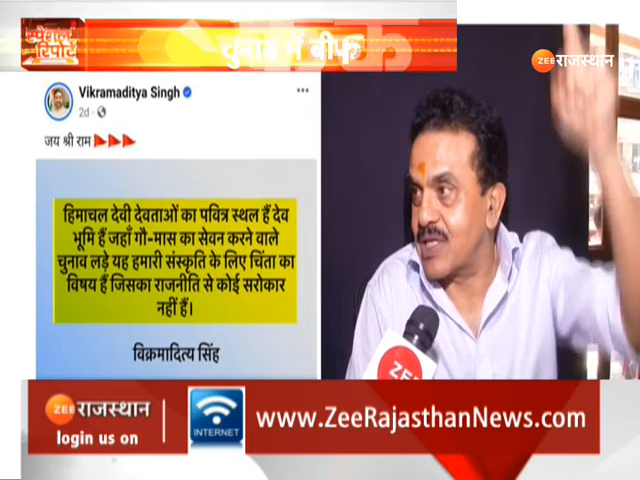 स्पेशल रिपोर्ट
चुनाव में बीफ
ZEE राजस्थान
Vikramaditya Singh
2d
जय श्री राम🚩🚩🚩
हिमाचल देवी देवताओं का पवित्र स्थल हैं देव
भूमि हैं जहाँ गौ-मास का सेवन करने वाले
चुनाव लड़े यह हमारी संस्कृति के लिए चिंता का
विषय हैं जिसका राजनीति से कोई सरोकार
नहीं हैं।
विक्रमादित्य सिंह
ZEE
ZEE राजस्थान
login us on
INTERNET
www.ZeeRajasthanNews.com